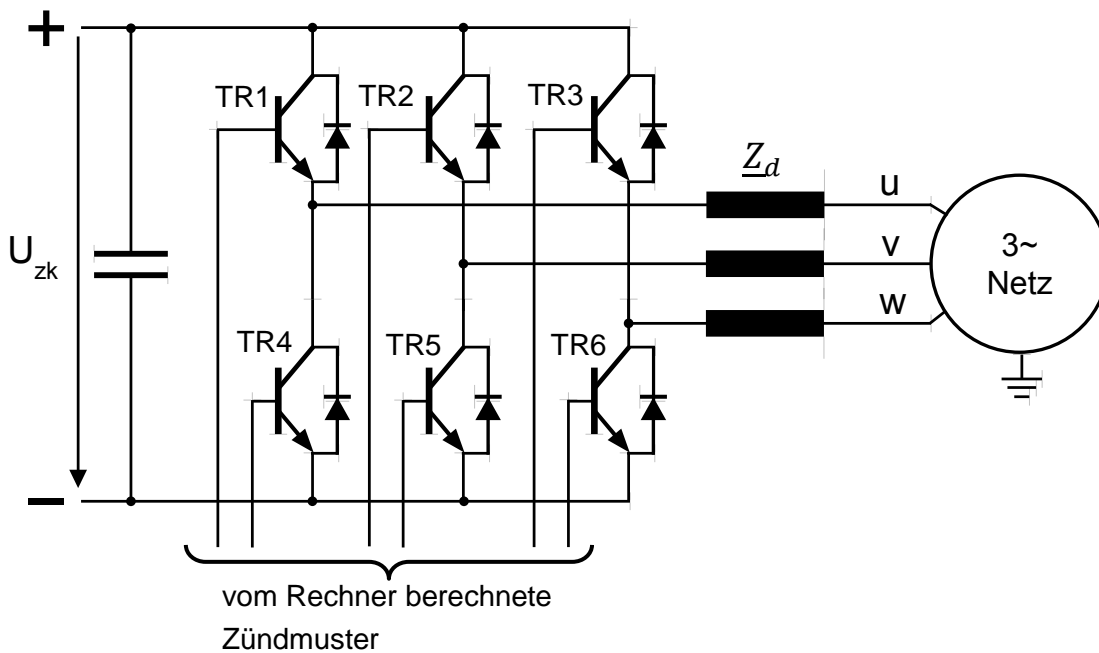 +
TR1
TR2
TR3
Z_d
u
v
w
3~
Netz
U_zk
TR4
TR5
TR6
−
vom Rechner berechnete
Zündmuster